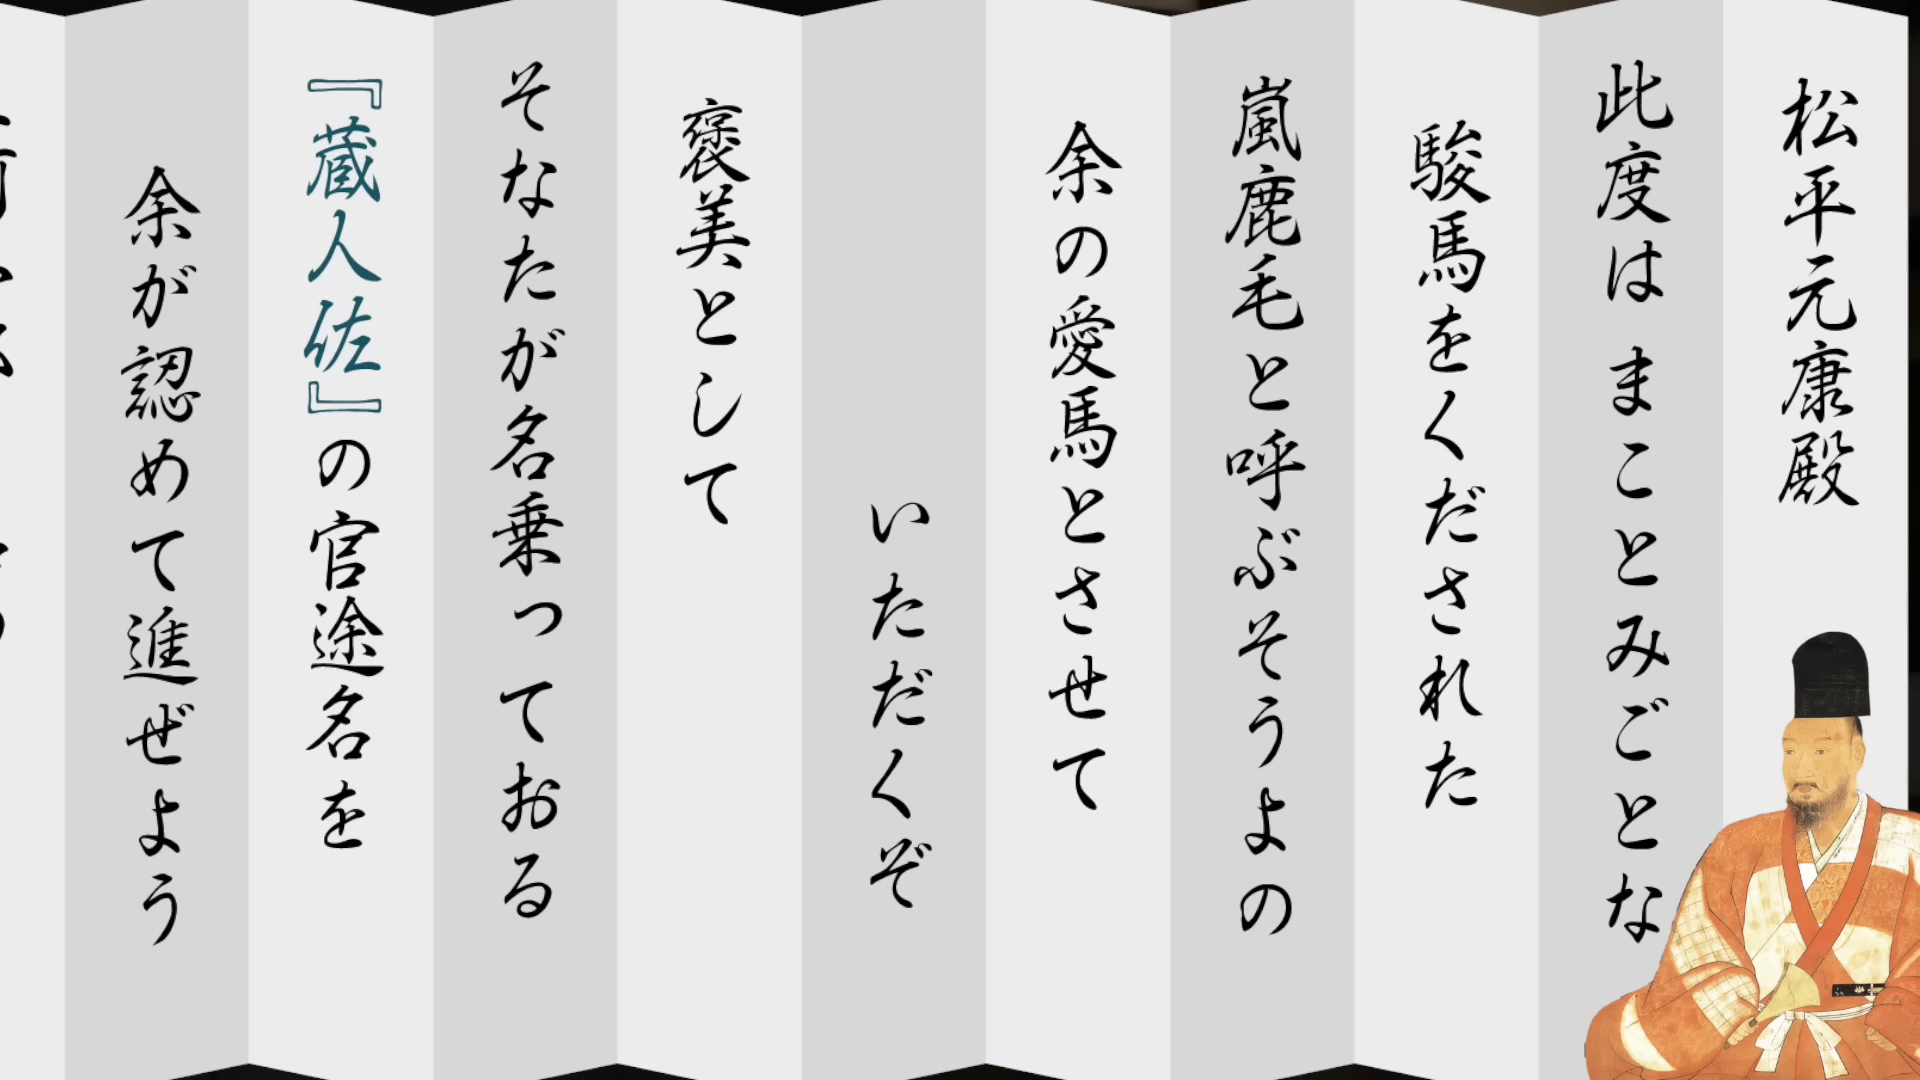 松平元康殿
此度は まことみごとな
駿馬をくだされた
嵐鹿毛と呼ぶそうよの
余の愛馬とさせて
いただくぞ
褒美として
そなたが名乗っておる
『蔵人佐』の官途名を
余が認めて進ぜよう